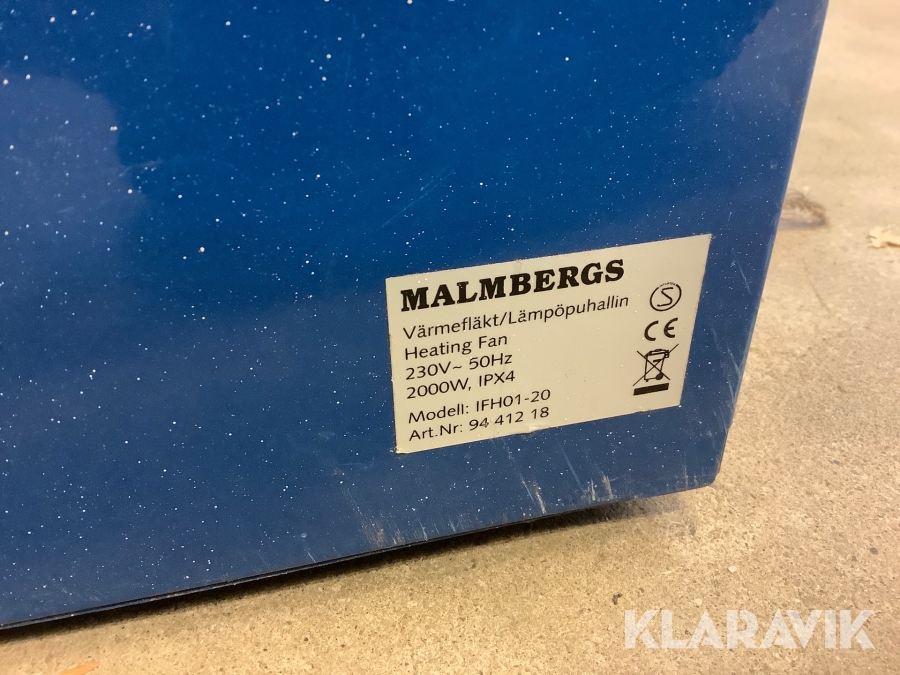 MALMBERGS
Värmefläkt/Lämpöpuhallin
Heating Fan
230V~ 50Hz
2000W, IPX4
Modell: IFH01-20
Art.Nr: 94 412 18
S
CE
KLARAVIK